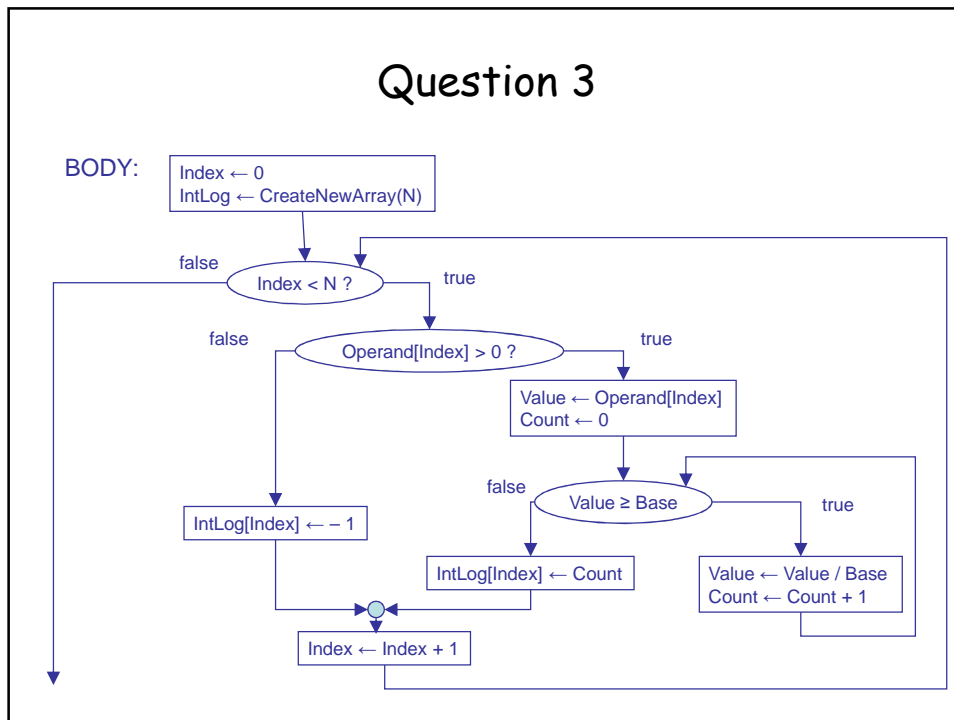 Question 3
BODY:
Index ← 0
IntLog ← CreateNewArray(N)
false
Index < N ?
true
false
Operand[Index] > 0 ?
true
Value ← Operand[Index]
Count ← 0
false
Value ≥ Base
true
IntLog[Index] ← – 1
IntLog[Index] ← Count
Value ← Value / Base
Count ← Count + 1
Index ← Index + 1